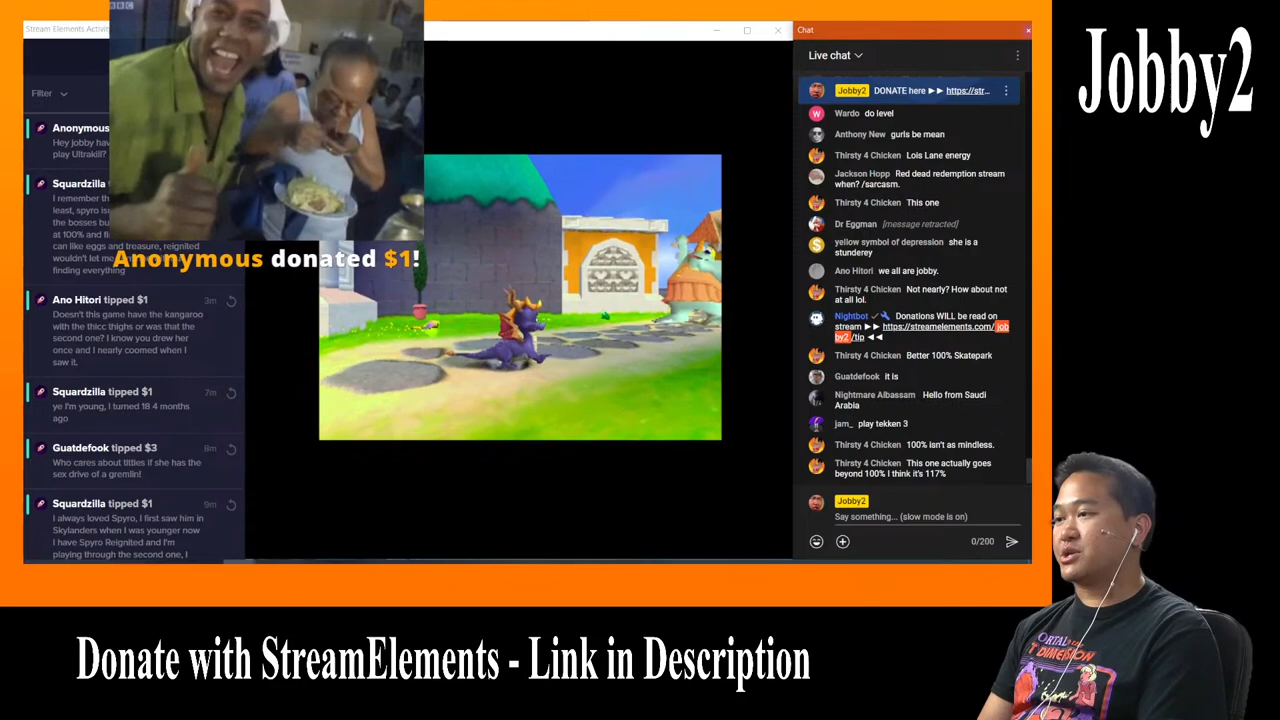 BBC
Stream Elements Activit
Filter
Anonymous
Hey jobby hav
play Ultrakill?
Squardzilla
I remember th
least, spyro is
the bosses bu
at 100% and fi
can like eggs and treasure, reignited
wouldn't let me
finding everything
Anonymous donated $1!
Ano Hitori tipped $1 3m
Doesn't this game have the kangaroo
with the thicc thighs or was that the
second one? I know you drew her
once and I nearly coomed when I
saw it.
Squardzilla tipped $1 7m
ye I'm young, I turned 18 4 months
ago
Guatdefook tipped $3 8m
Who cares about titties if she has the
sex drive of a gremlin!
Squardzilla tipped $1 9m
I always loved Spyro, I first saw him in
Skylanders when I was younger now
I have Spyro Reignited and I'm
playing through the second one, I
Chat
Live chat
Jobby2 DONATE here ►► https://str...
Wardo do level
Anthony New gurls be mean
Thirsty 4 Chicken Lois Lane energy
Jackson Hopp Red dead redemption stream
when? /sarcasm.
Thirsty 4 Chicken This one
Dr Eggman [message retracted]
yellow symbol of depression she is a
stunderey
Ano Hitori we all are jobby.
Thirsty 4 Chicken Not nearly? How about not
at all lol.
Nightbot Donations WILL be read on
stream ►► https://streamelements.com/job
by2/tip ◄◄
Thirsty 4 Chicken Better 100% Skatepark
Guatdefook it is
Nightmare Albassam Hello from Saudi
Arabia
jam_ play tekken 3
Thirsty 4 Chicken 100% isn't as mindless.
Thirsty 4 Chicken This one actually goes
beyond 100% I think it's 117%
Jobby2
Say something... (slow mode is on)
0/200
Jobby2
Donate with StreamElements - Link in Description